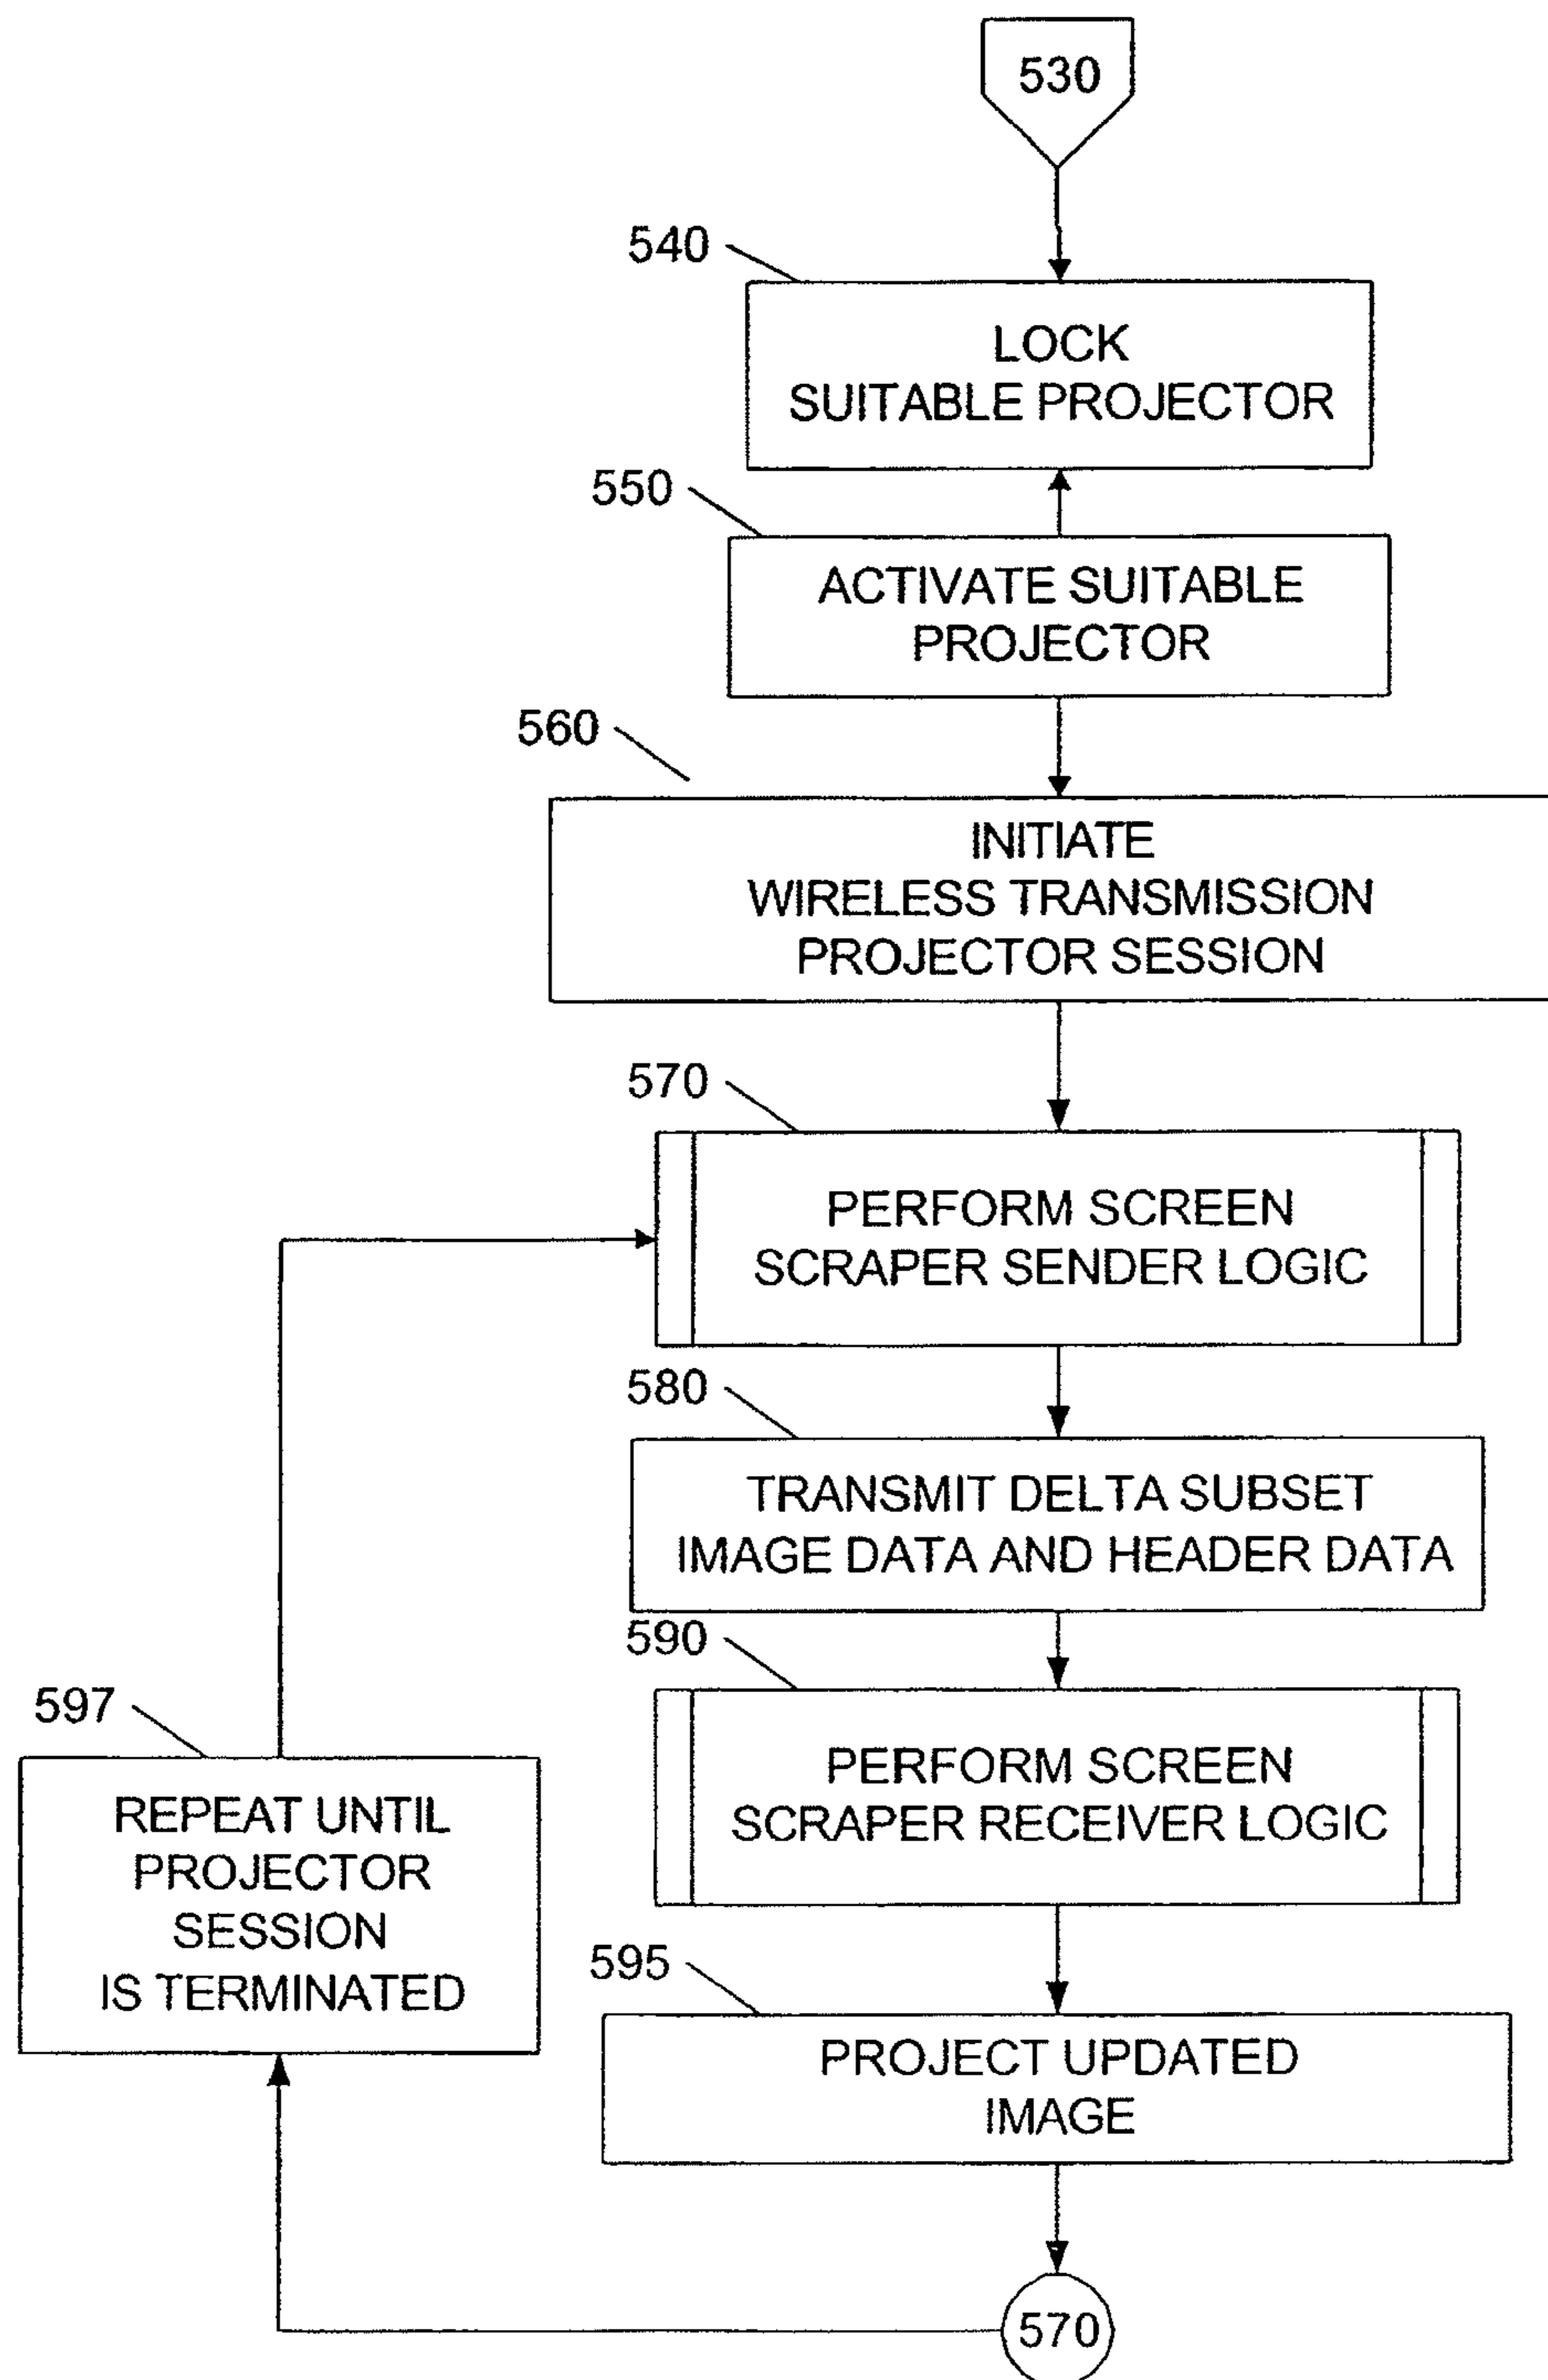 530
540
LOCK
SUITABLE PROJECTOR
550
ACTIVATE SUITABLE
PROJECTOR
560
INITIATE
WIRELESS TRANSMISSION
PROJECTOR SESSION
570
PERFORM SCREEN
SCRAPER SENDER LOGIC
580
TRANSMIT DELTA SUBSET
IMAGE DATA AND HEADER DATA
590
PERFORM SCREEN
SCRAPER RECEIVER LOGIC
597
REPEAT UNTIL
PROJECTOR
SESSION
IS TERMINATED
595
PROJECT UPDATED
IMAGE
570